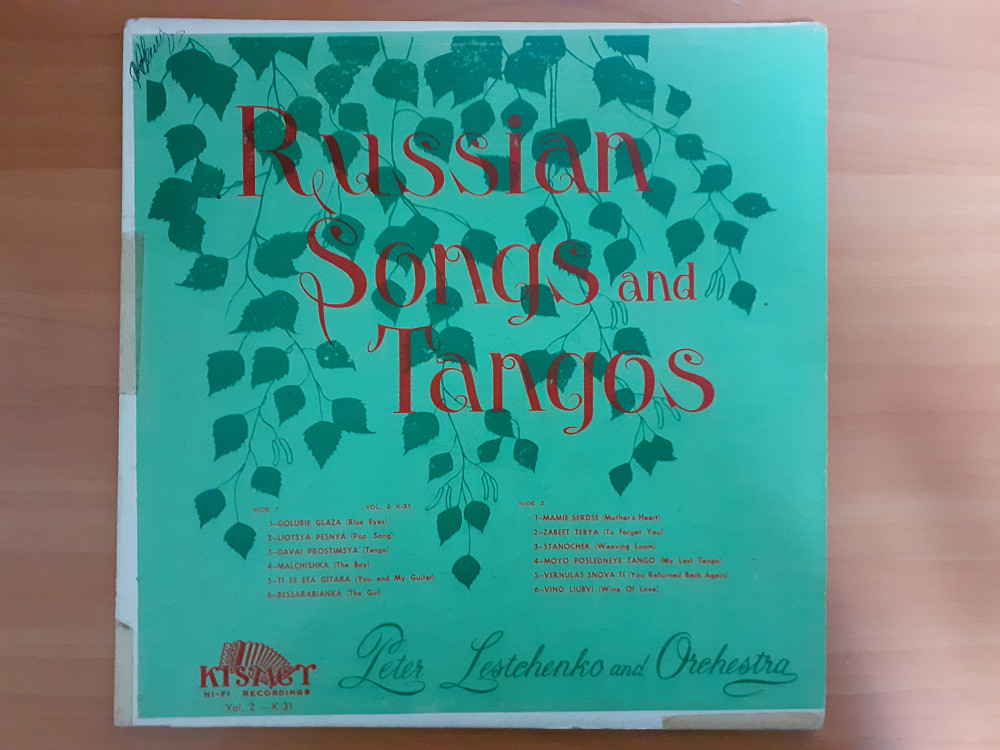 Russian
Songs and
Tangos
SIDE 1 VOL. 2 K-31
1–GOLUBIE GLAZA (Blue Eyes)
2–LIOTSYA PESNYA (Pop. Song)
3–DAVAI PROSTIMSYA (Tango)
4–MALCHISHKA (The Boy)
5–TI ES ETA GITARA (You and My Guitar)
6–BESSARABIANKA (The Girl)
SIDE 2
1–MAMIE SERDSE (Mother's Heart)
2–ZABEET TEBYA (To Forget You)
3–STANOCHEK (Weaving Loom)
4–MOYO POSLEDNEYE TANGO (My Last Tango)
5–VERNULAS SNOVA TI (You Returned Back Again)
6–VINO LIUBVI (Wine Of Love)
KISMET
HI-FI RECORDINGS
Vol. 2 – K-31
Peter Lestchenko and Orchestra